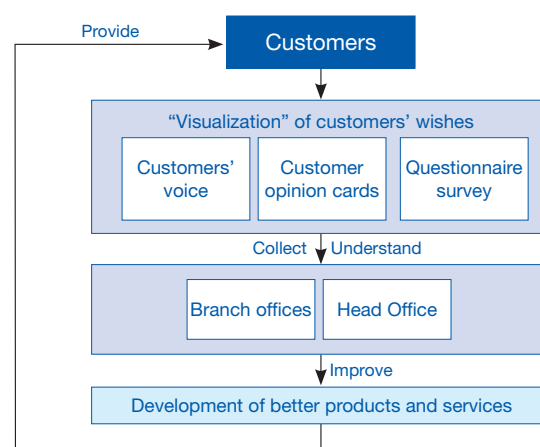 Provide
Customers
“Visualization” of customers’ wishes
Customers’
voice
Customer
opinion cards
Questionnaire
survey
Collect
Understand
Branch offices
Head Office
Improve
Development of better products and services